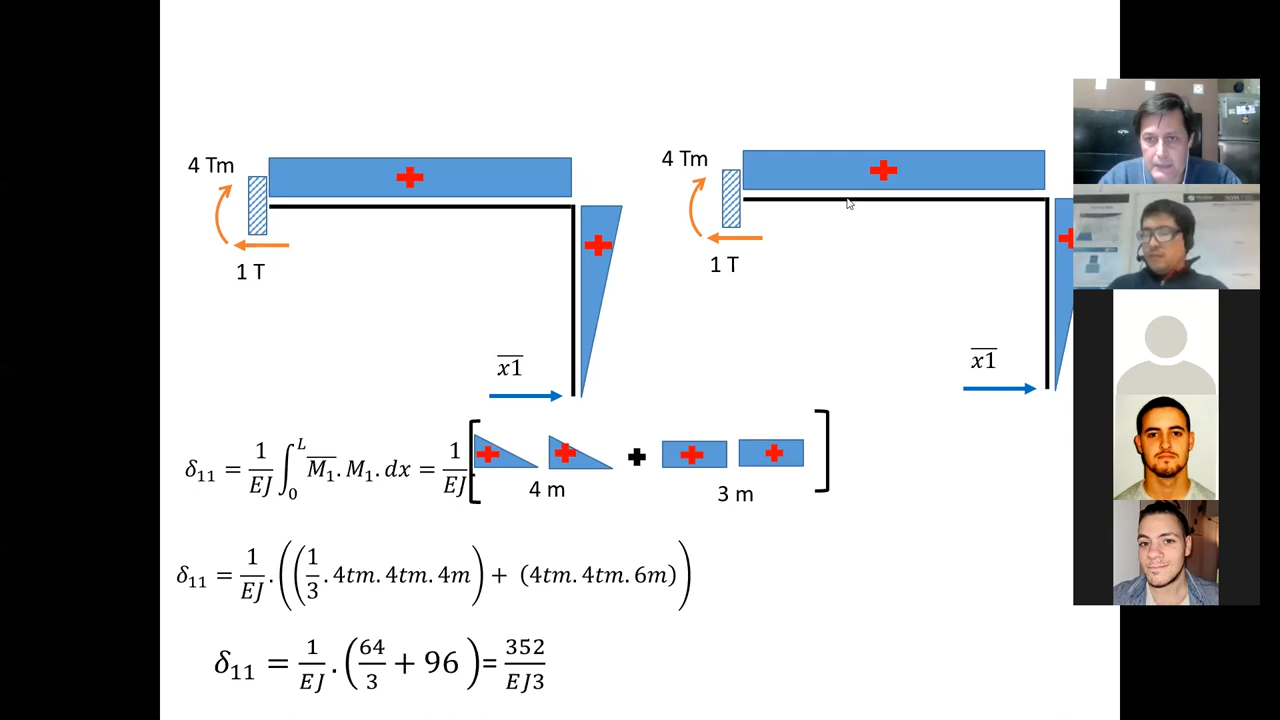 4 Tm
1 T
x1
4 Tm
1 T
x1
δ₁₁ = 1/EJ ∫₀ᴸ M̅₁.M₁.dx = 1/EJ.[ + ]
4 m
3 m
δ₁₁ = 1/EJ.((1/3.4tm.4tm.4m) + (4tm.4tm.6m))
δ₁₁ = 1/EJ.(64/3 + 96)= 352/EJ3